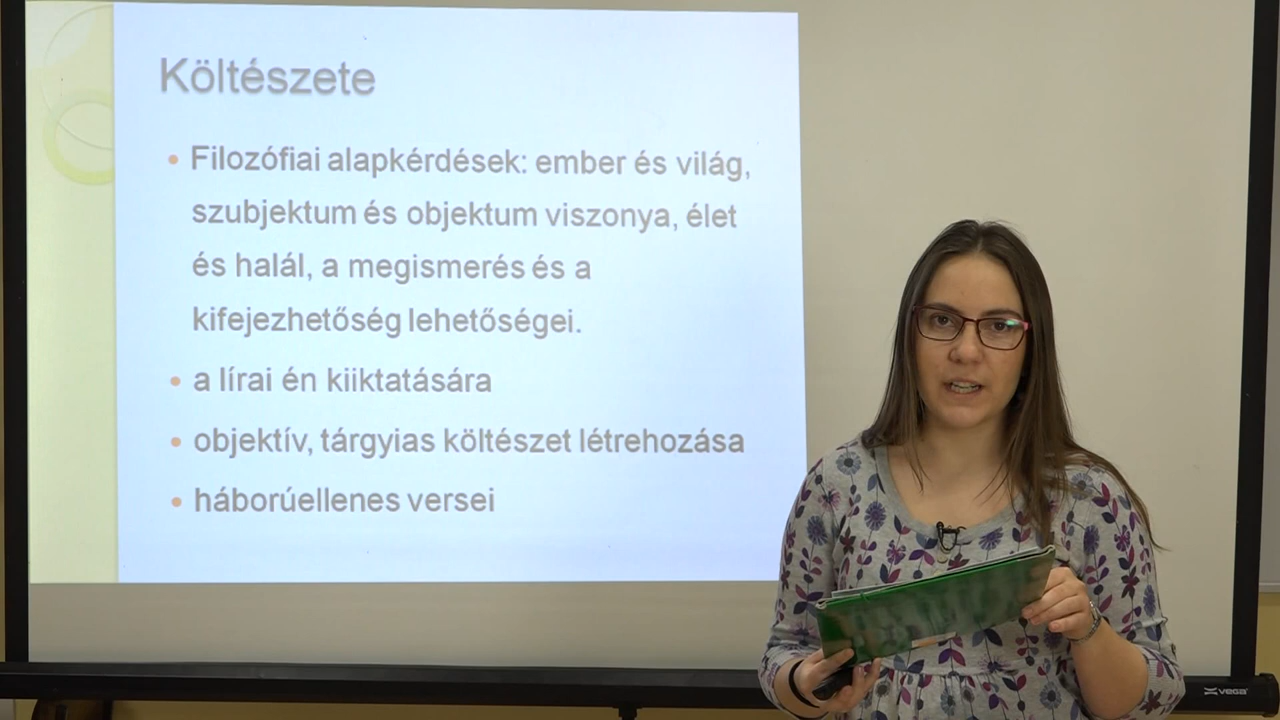 Költészete
Filozófiai alapkérdések: ember és világ,
szubjektum és objektum viszonya, élet
és halál, a megismerés és a
kifejezhetőség lehetőségei.
a lírai én kiiktatására
objektív, tárgyias költészet létrehozása
háborúellenes versei
VEGA